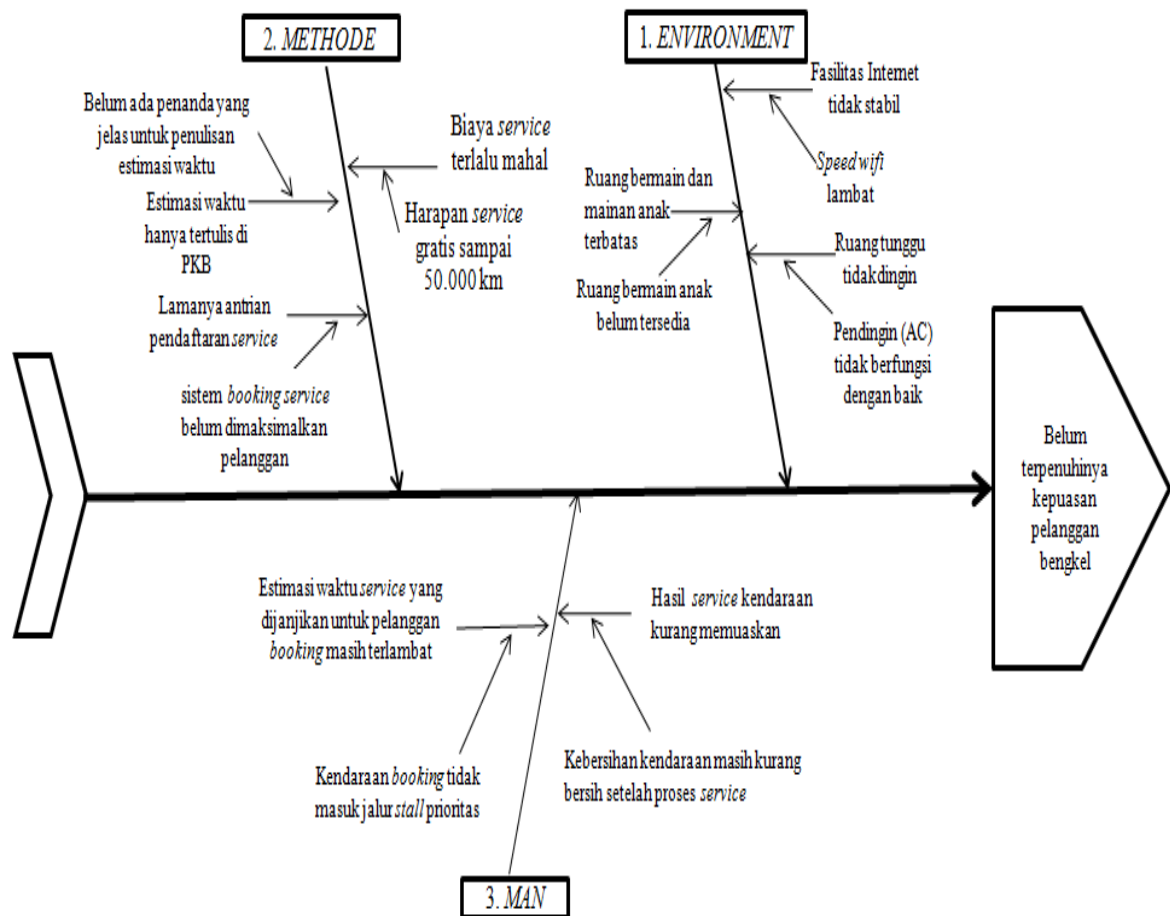 2. METHODE
Belum ada penanda yang
jelas untuk penulisan
estimasi waktu
Estimasi waktu
hanya tertulis di
PKB
Lamanya antrian
pendaftaran service
sistem booking service
belum dimaksimalkan
pelanggan
Biaya service
terlalu mahal
Harapan service
gratis sampai
50.000 km
1. ENVIRONMENT
Fasilitas Internet
tidak stabil
Speed wifi
lambat
Ruang bermain dan
mainan anak
terbatas
Ruang bermain anak
belum tersedia
Ruang tunggu
tidak dingin
Pendingin (AC)
tidak berfungsi
dengan baik
Belum
terpenuhinya
kepuasan
pelanggan
bengkel
Estimasi waktu service yang
dijanjikan untuk pelanggan
booking masih terlambat
Kendaraan booking tidak
masuk jalur stall prioritas
Hasil service kendaraan
kurang memuaskan
Kebersihan kendaraan masih kurang
bersih setelah proses service
3. MAN